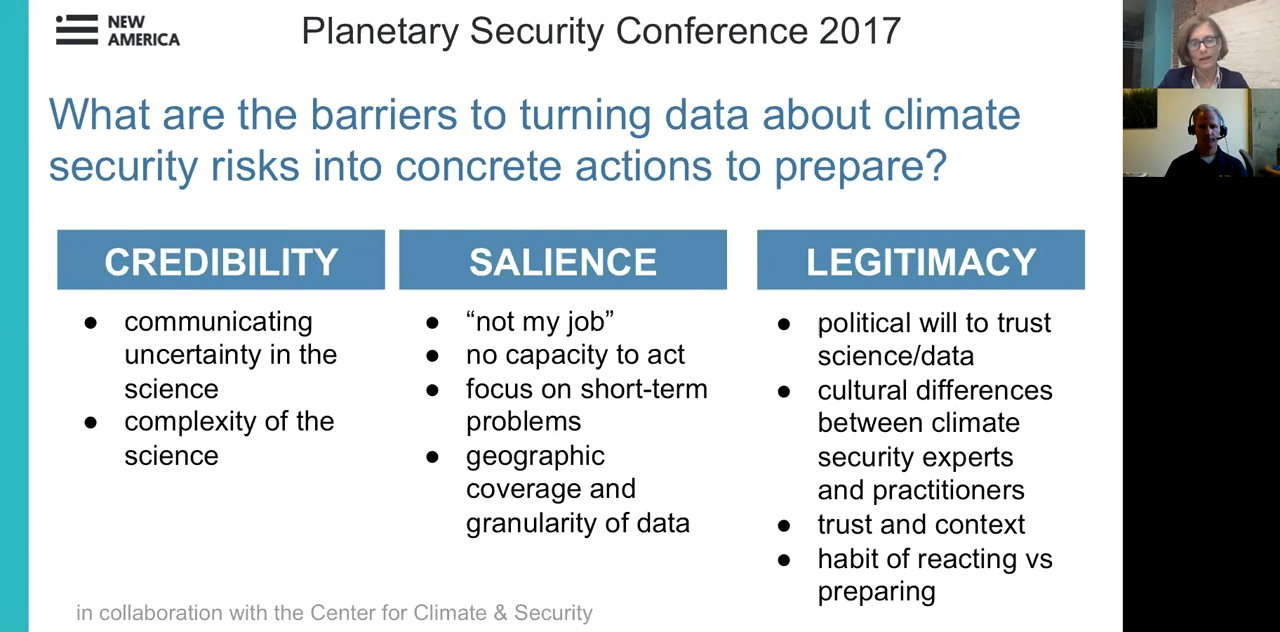 NEW
AMERICA
Planetary Security Conference 2017
What are the barriers to turning data about climate
security risks into concrete actions to prepare?
CREDIBILITY
● communicating
uncertainty in the
science
● complexity of the
science
SALIENCE
● “not my job”
● no capacity to act
● focus on short-term
problems
● geographic
coverage and
granularity of data
LEGITIMACY
● political will to trust
science/data
● cultural differences
between climate
security experts
and practitioners
● trust and context
● habit of reacting vs
preparing
in collaboration with the Center for Climate & Security